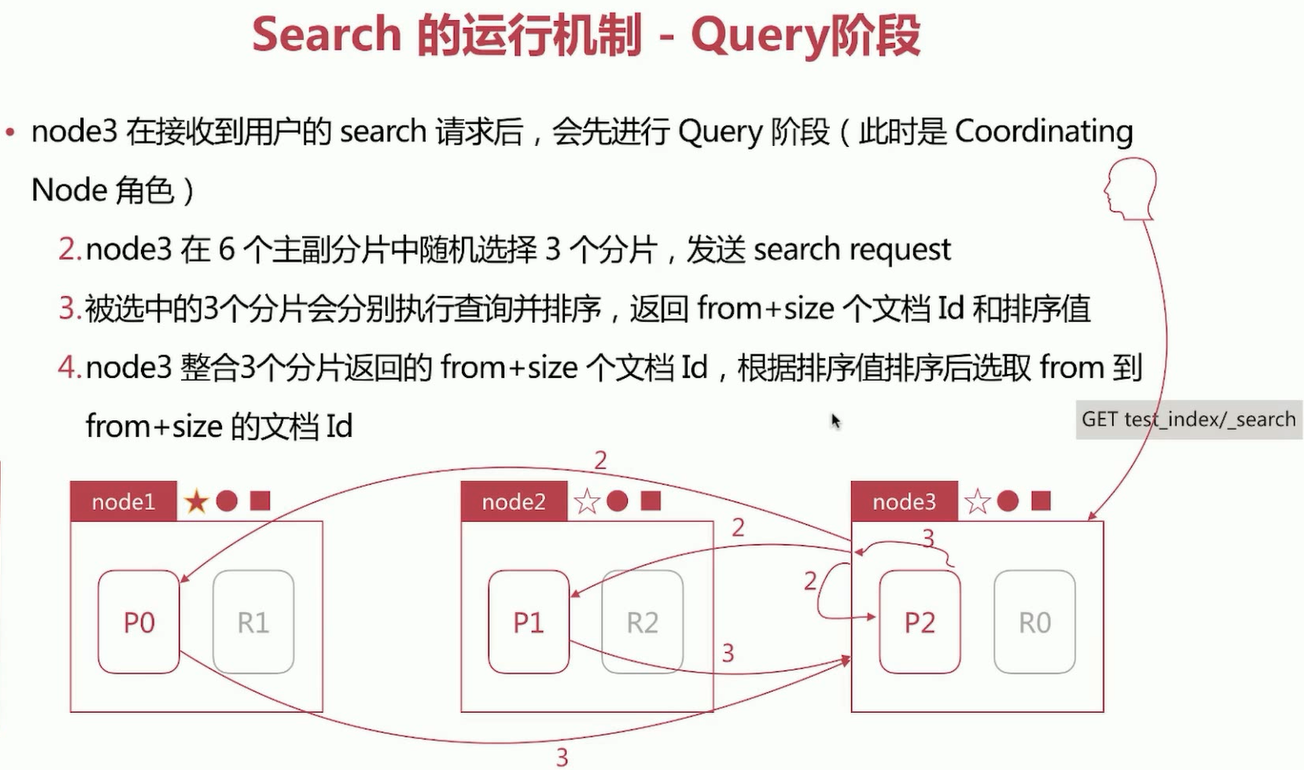 Search 的运行机制 - Query阶段
• node3 在接收到用户的 search 请求后，会先进行 Query 阶段（此时是 Coordinating
Node 角色）
2.node3 在 6 个主副分片中随机选择 3 个分片，发送 search request
3.被选中的3个分片会分别执行查询并排序，返回 from+size 个文档 Id 和排序值
4.node3 整合3个分片返回的 from+size 个文档 Id，根据排序值排序后选取 from 到
from+size 的文档 Id
GET test_index/_search
2
node1
node2
node3
2
3
2
P0
R1
P1
R2
P2
R0
3
3